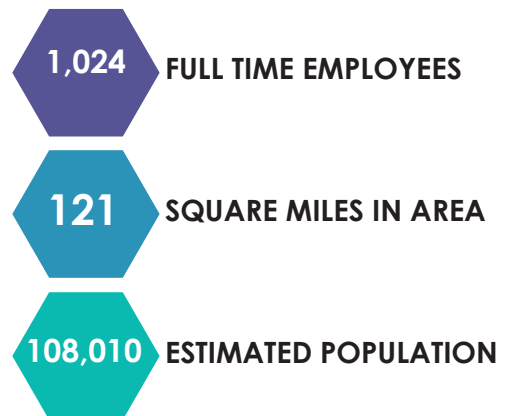 1,024 FULL TIME EMPLOYEES
121 SQUARE MILES IN AREA
108,010 ESTIMATED POPULATION